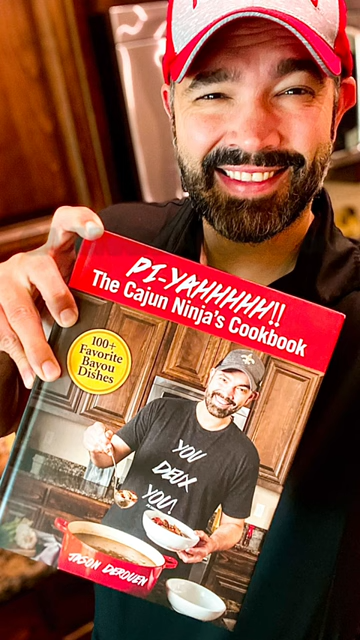 PI-YAHHHHH!!
The Cajun Ninja's Cookbook
100+
Favorite
Bayou
Dishes
YOU
DEUX
YOU!
JASON DEROUEN